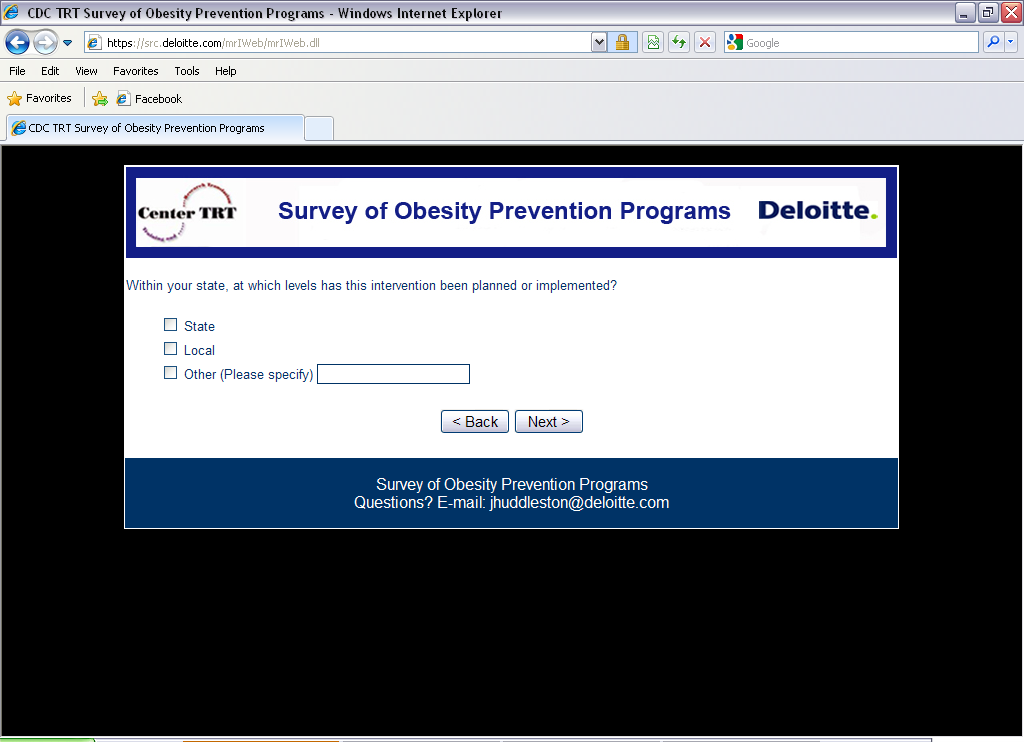 CDC TRT Survey of Obesity Prevention Programs - Windows Internet Explorer
https://src.deloitte.com/mrIWeb/mrIWeb.dll
Google
File Edit View Favorites Tools Help
Favorites Facebook
CDC TRT Survey of Obesity Prevention Programs
Center TRT
Survey of Obesity Prevention Programs
Deloitte.
Within your state, at which levels has this intervention been planned or implemented?
State
Local
Other (Please specify)
< Back Next >
Survey of Obesity Prevention Programs
Questions? E-mail: jhuddleston@deloitte.com